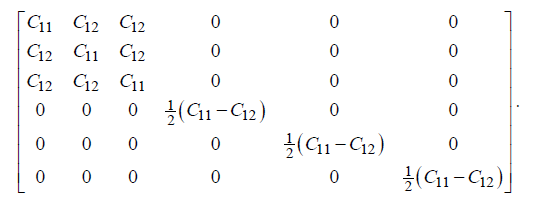 C₁₁ C₁₂ C₁₂ 0 0 0
C₁₂ C₁₁ C₁₂ 0 0 0
C₁₂ C₁₂ C₁₁ 0 0 0
0 0 0 ½(C₁₁−C₁₂) 0 0
0 0 0 0 ½(C₁₁−C₁₂) 0
0 0 0 0 0 ½(C₁₁−C₁₂) .